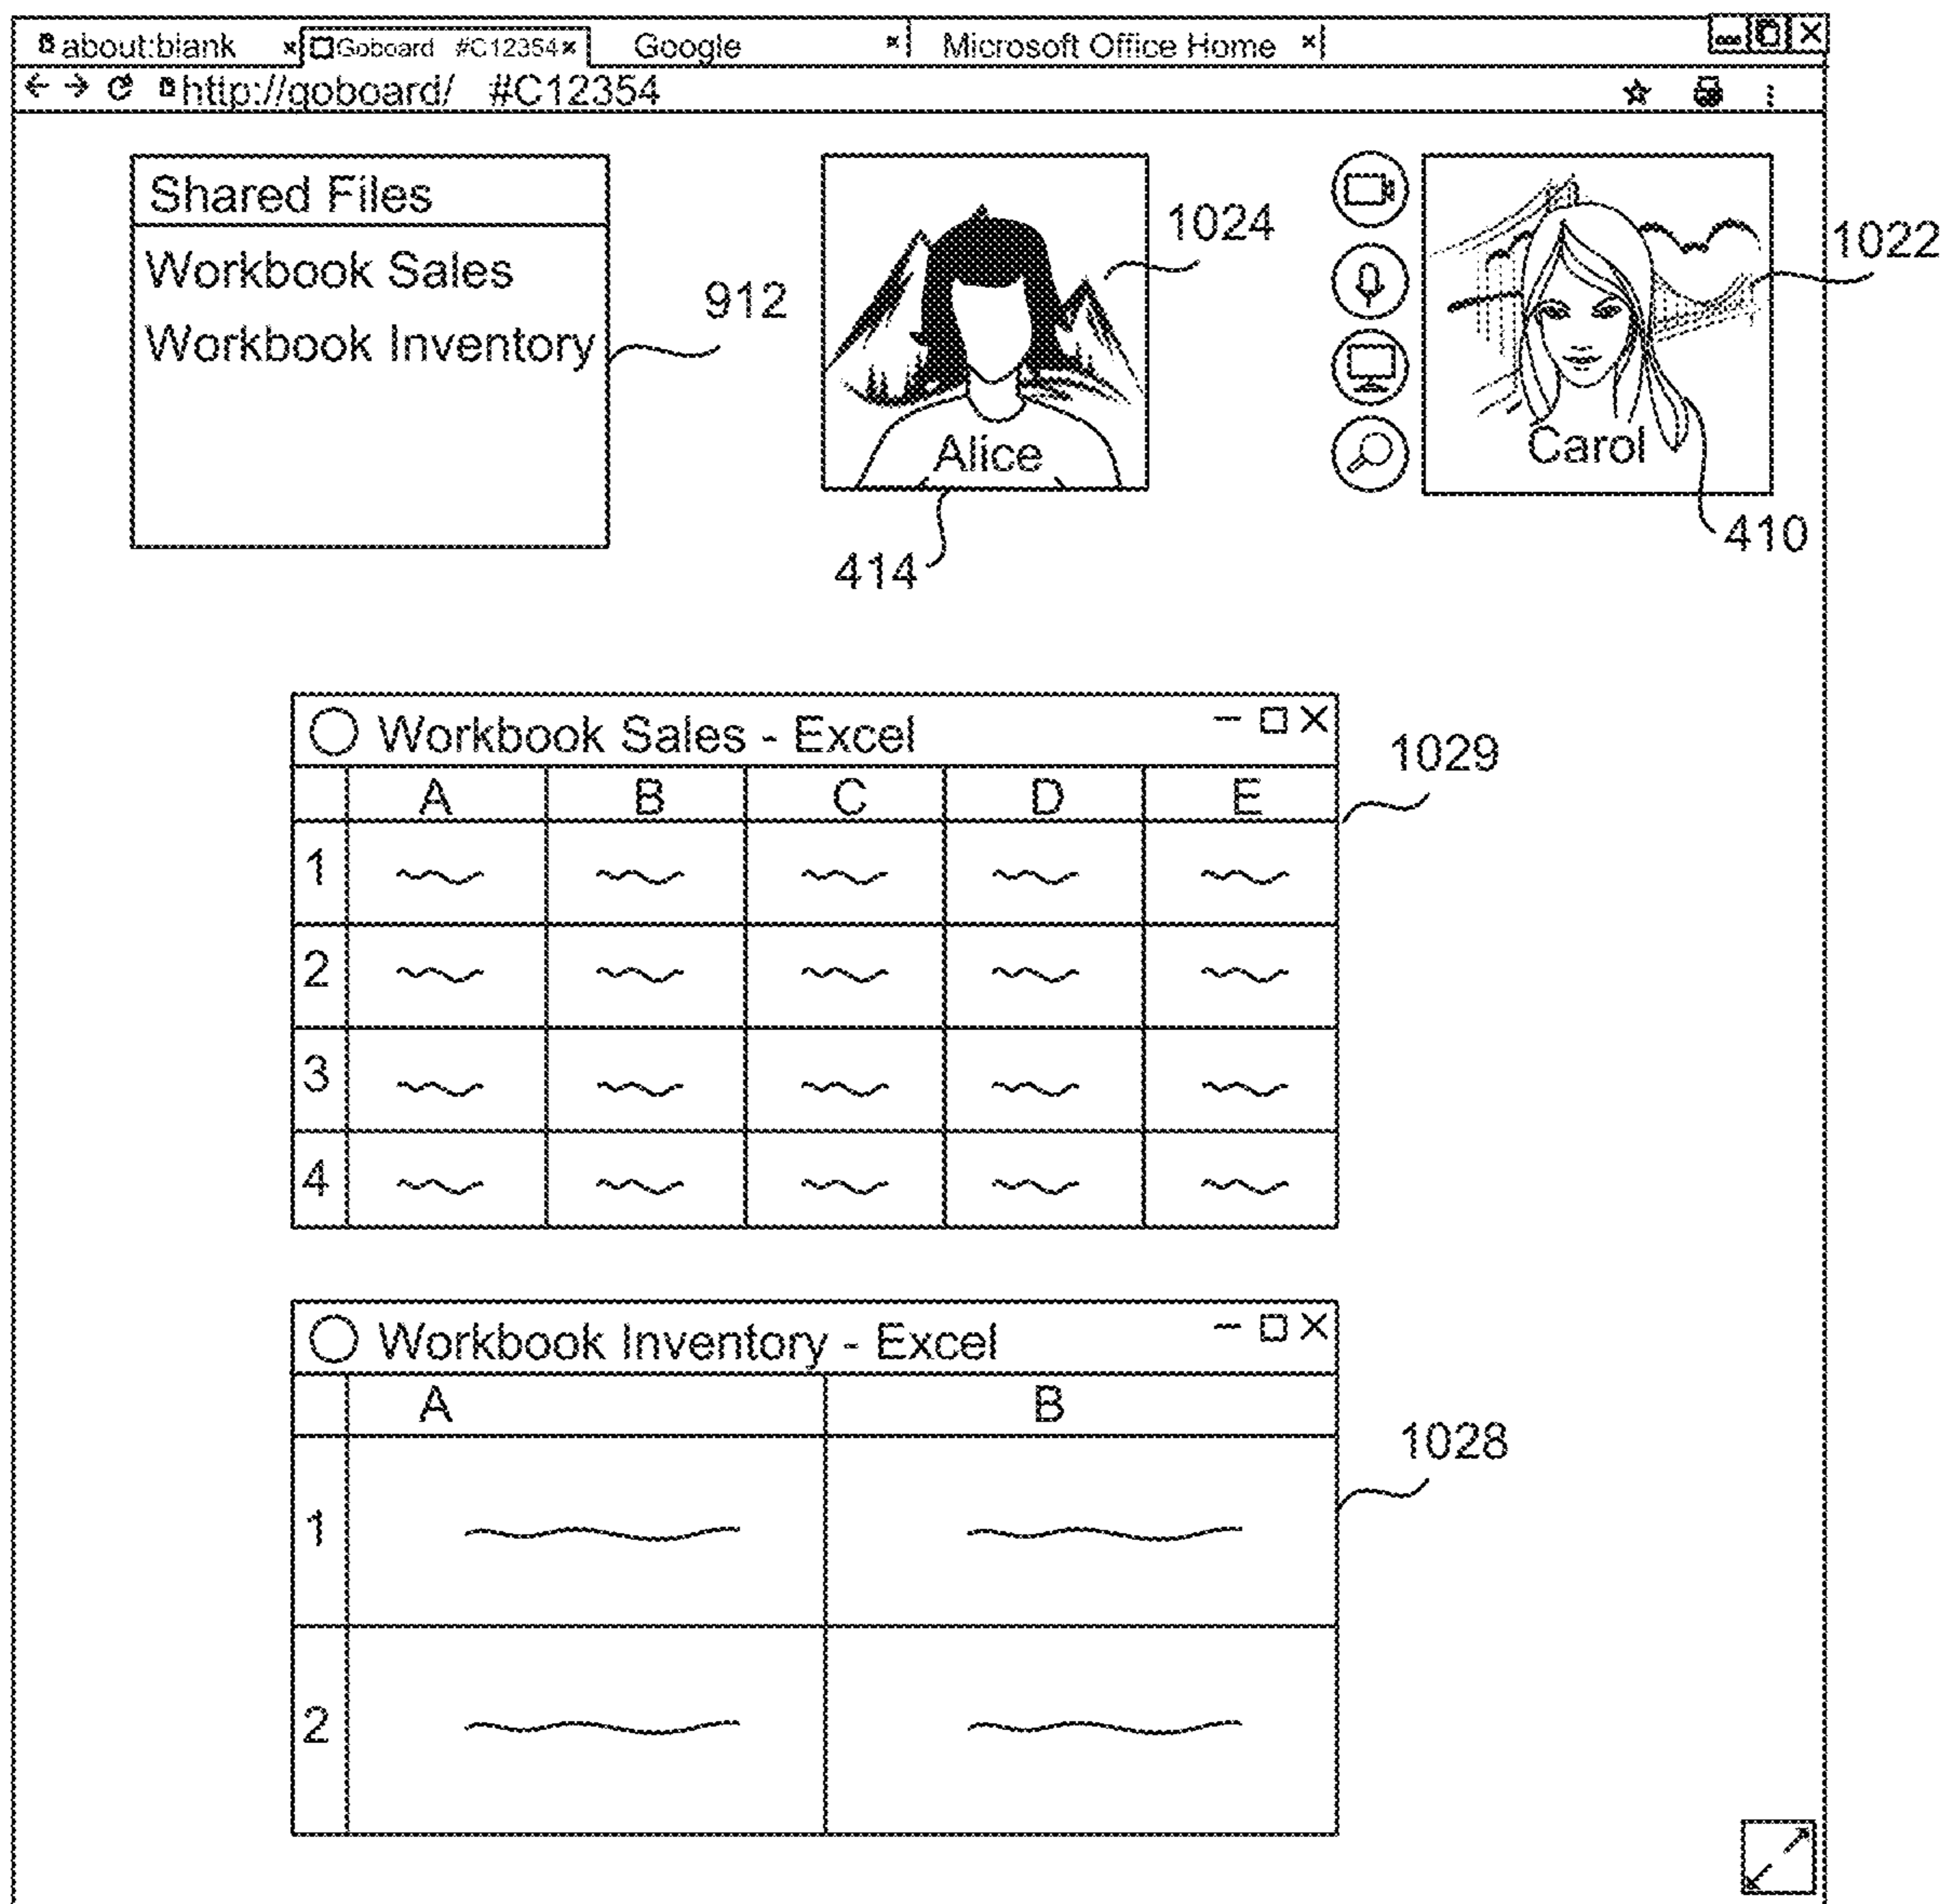 about:blank × Goboard #C12354 × Google × Microsoft Office Home ×
http://goboard/ #C12354
Shared Files
Workbook Sales
Workbook Inventory
912
1024
1022
Alice
Carol
414
410
Workbook Sales - Excel
1029
A B C D E
1
2
3
4
Workbook Inventory - Excel
A B
1028
1
2